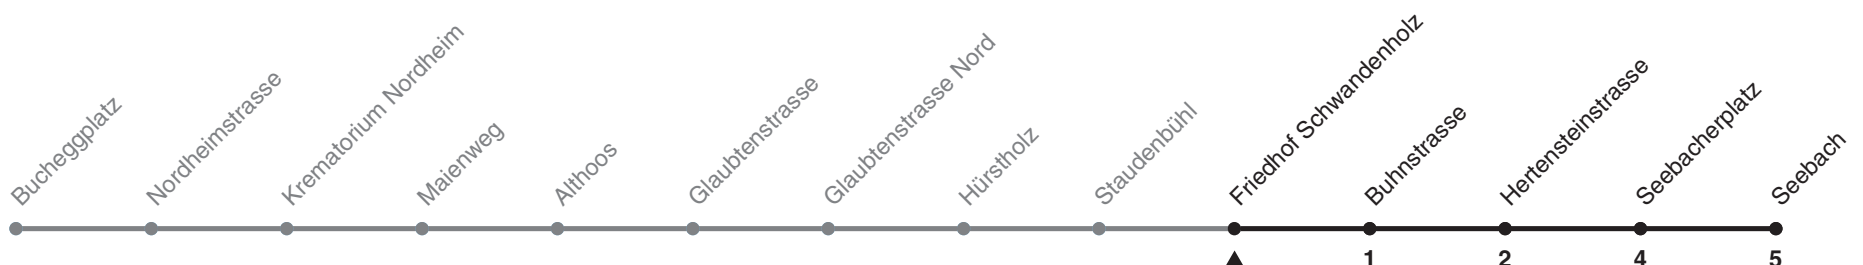 Bucheggplatz
Nordheimstrasse
Krematorium Nordheim
Maienweg
Althoos
Glaubtenstrasse
Glaubtenstrasse Nord
Hürstholz
Staudenbühl
Friedhof Schwandenholz
Buhnstrasse
Hertensteinstrasse
Seebacherplatz
Seebach
1 2 4 5